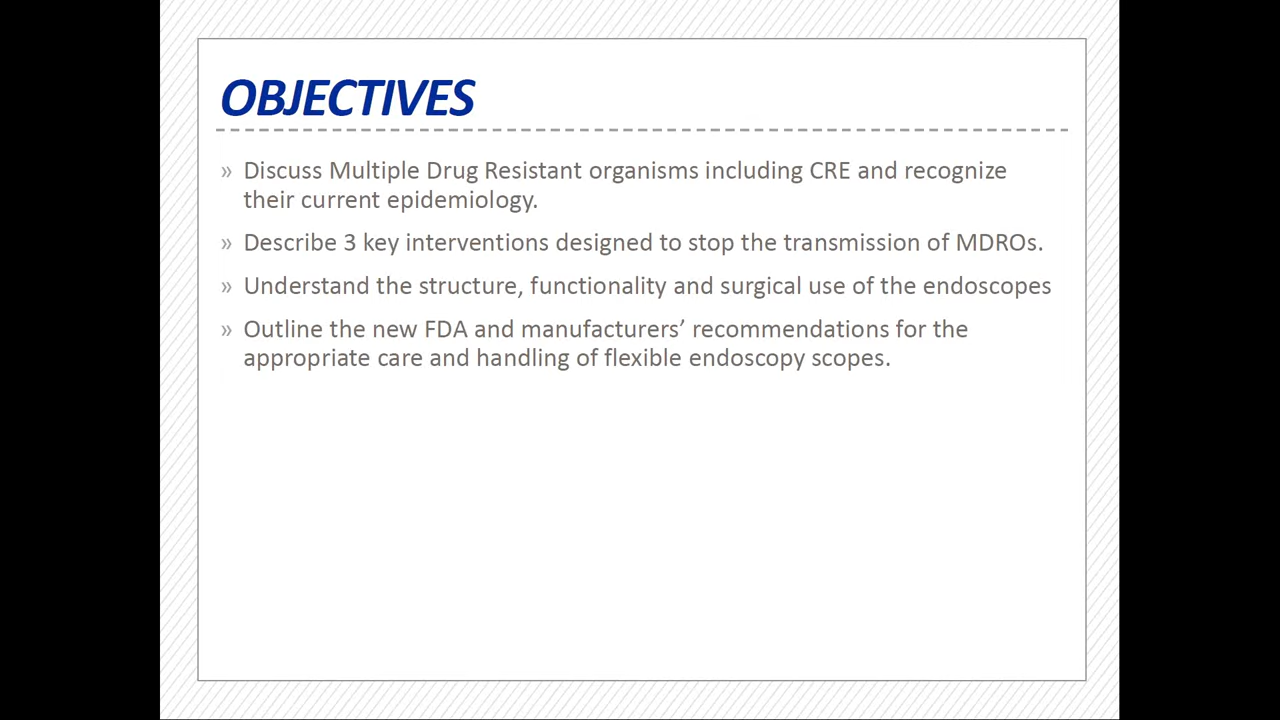 OBJECTIVES
» Discuss Multiple Drug Resistant organisms including CRE and recognize
their current epidemiology.
» Describe 3 key interventions designed to stop the transmission of MDROs.
» Understand the structure, functionality and surgical use of the endoscopes
» Outline the new FDA and manufacturers’ recommendations for the
appropriate care and handling of flexible endoscopy scopes.